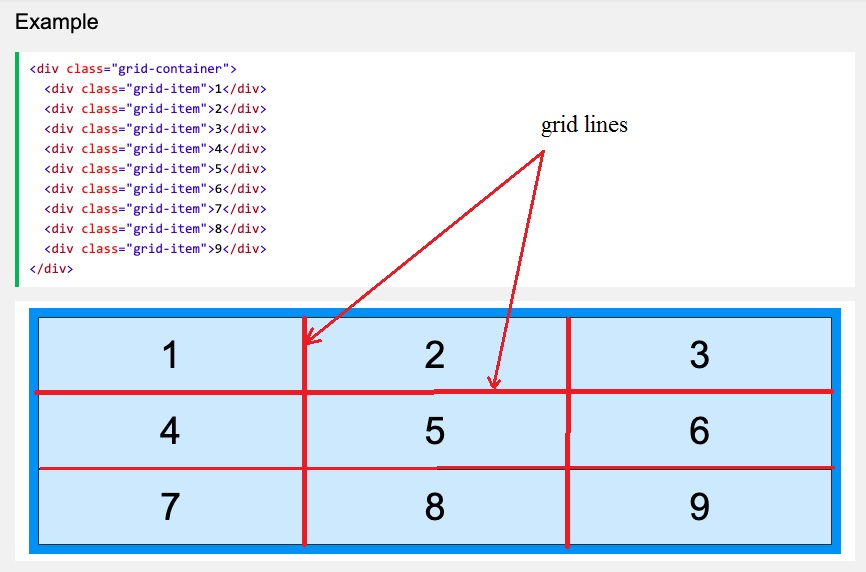 Example
<div class="grid-container">
  <div class="grid-item">1</div>
  <div class="grid-item">2</div>
  <div class="grid-item">3</div>
  <div class="grid-item">4</div>
  <div class="grid-item">5</div>
  <div class="grid-item">6</div>
  <div class="grid-item">7</div>
  <div class="grid-item">8</div>
  <div class="grid-item">9</div>
</div>
grid lines
1 2 3
4 5 6
7 8 9